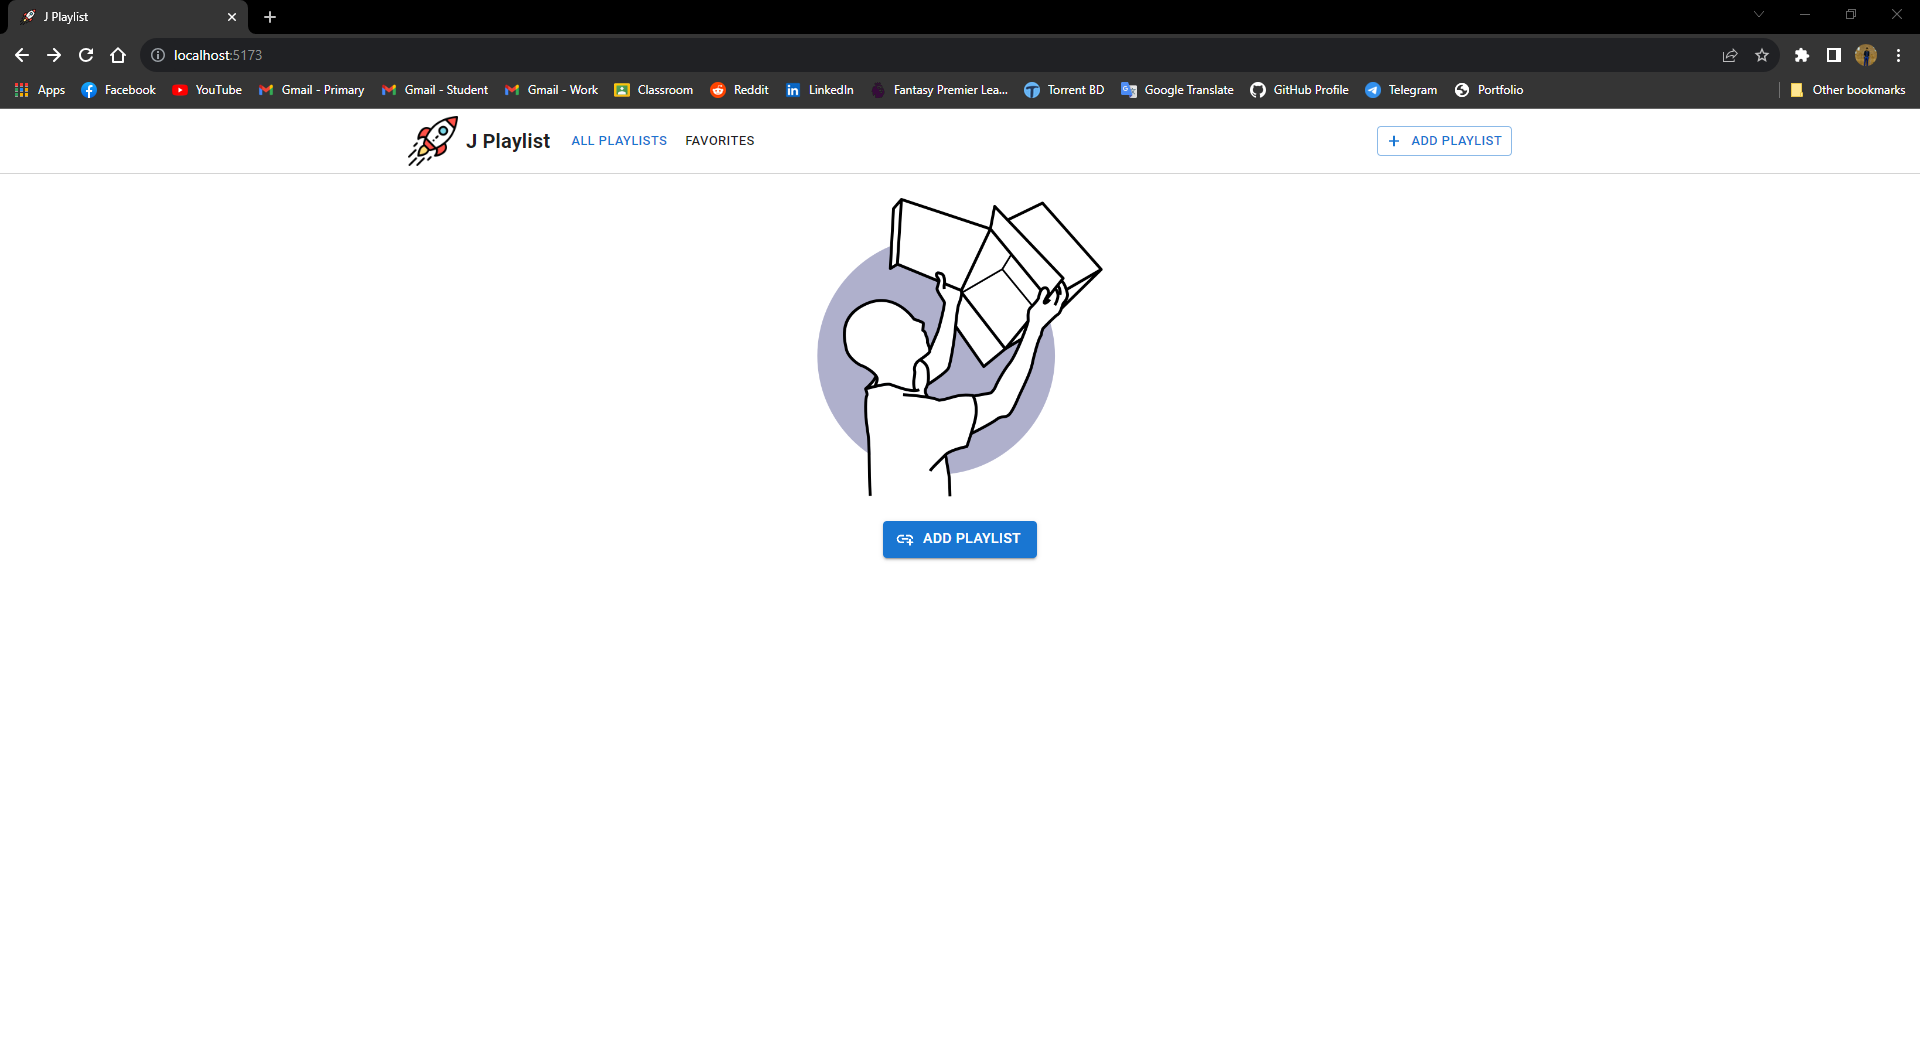 J Playlist
localhost:5173
Apps Facebook YouTube Gmail - Primary Gmail - Student Gmail - Work Classroom Reddit LinkedIn Fantasy Premier Lea... Torrent BD Google Translate GitHub Profile Telegram Portfolio Other bookmarks
J Playlist ALL PLAYLISTS FAVORITES + ADD PLAYLIST
ADD PLAYLIST